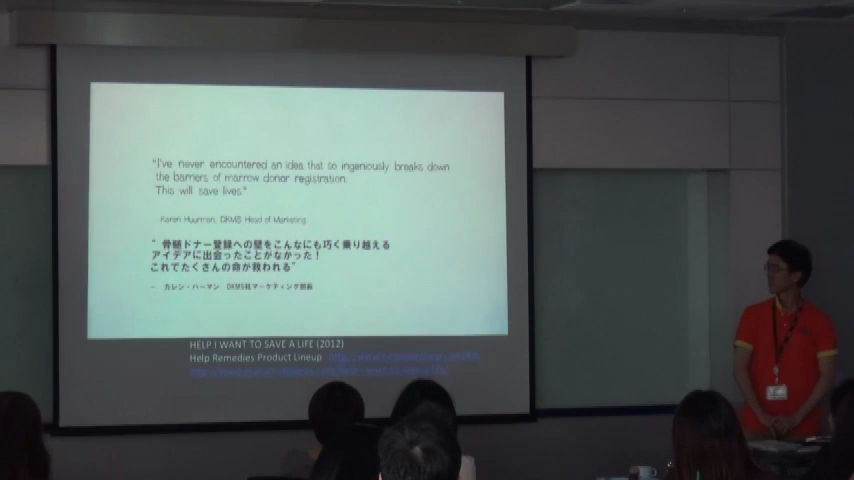 "I've never encountered an idea that so ingeniously breaks down
the barriers of marrow donor registration.
This will save lives."
Karen Huurman, DKMS Head of Marketing
"骨髄ドナー登録への壁をこんなにも巧く乗り越える
アイデアに出会ったことがなかった！
これでたくさんの命が救われる"
- カレン・ハーマン DKMS社マーケティング部長
HELP I WANT TO SAVE A LIFE (2012)
Help Remedies Product Lineup